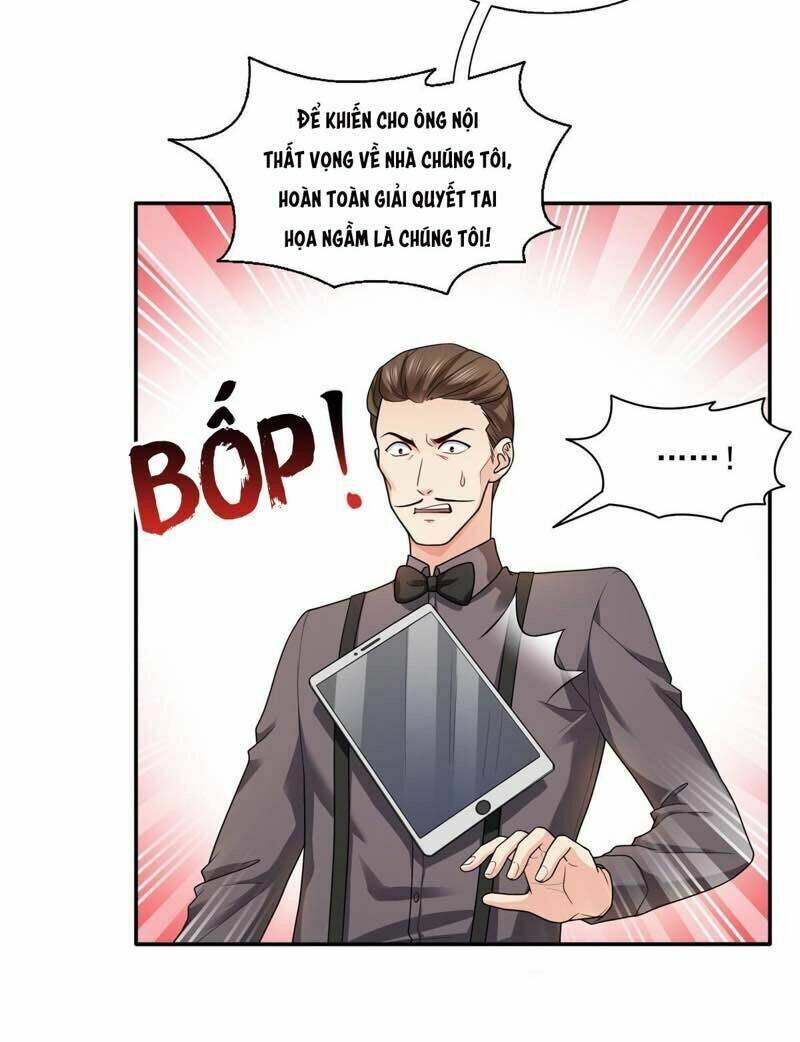 ĐỂ KHIẾN CHO ÔNG NỘI
THẤT VỌNG VỀ NHÀ CHÚNG TÔI,
HOÀN TOÀN GIẢI QUYẾT TAI
HỌA NGẦM LÀ CHÚNG TÔI!
BỐP!
......!